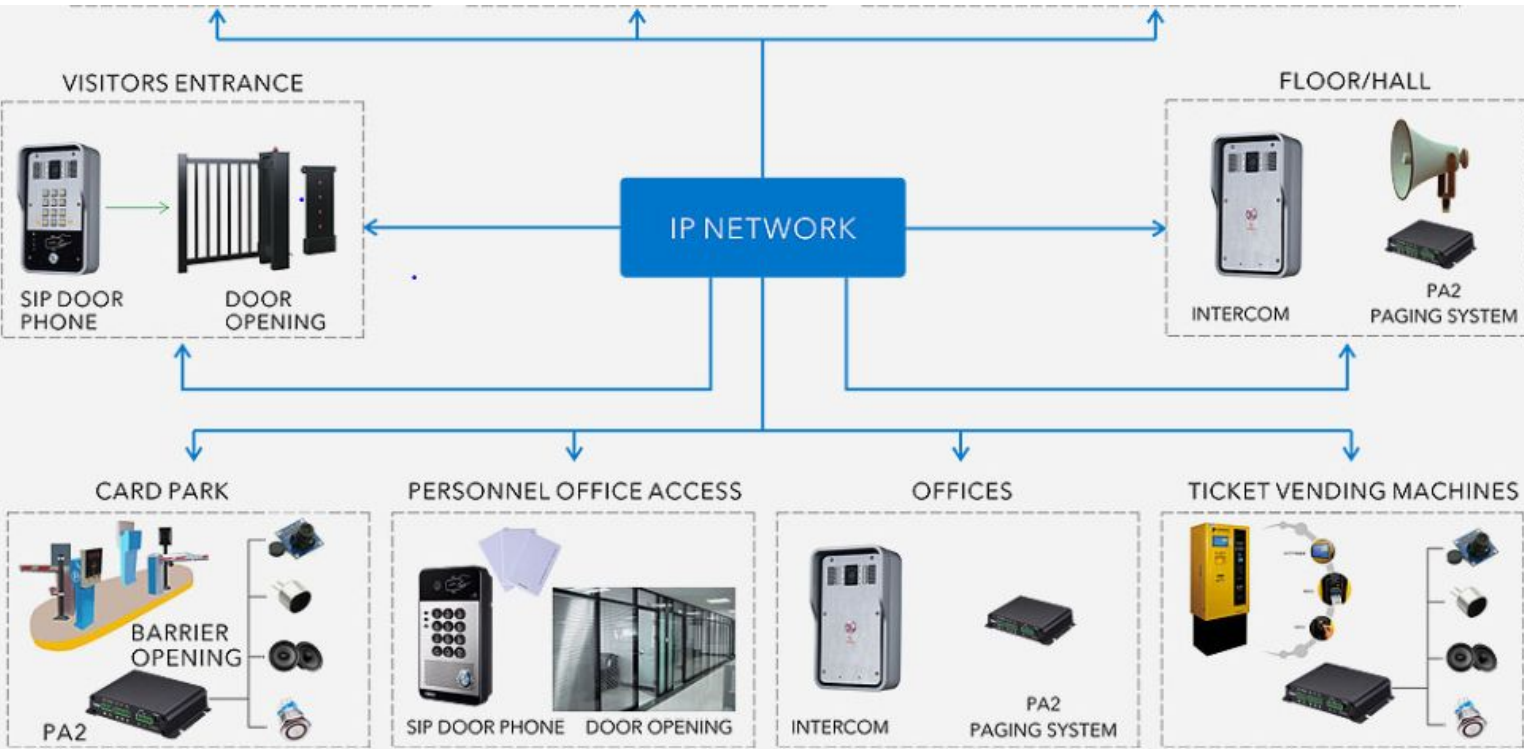 VISITORS ENTRANCE
FLOOR/HALL
IP NETWORK
SIP DOOR
PHONE
DOOR
OPENING
INTERCOM
PA2
PAGING SYSTEM
CARD PARK
PERSONNEL OFFICE ACCESS
OFFICES
TICKET VENDING MACHINES
BARRIER
OPENING
PA2
SIP DOOR PHONE
DOOR OPENING
INTERCOM
PA2
PAGING SYSTEM